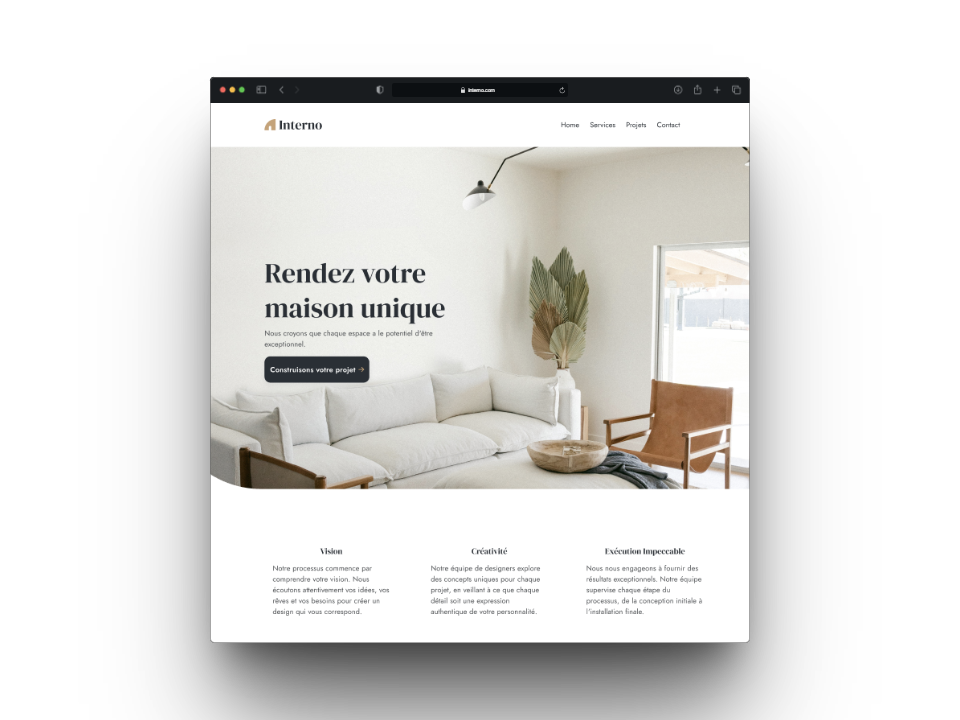 interno.com
Interno
Home Services Projets Contact
Rendez votre
maison unique
Nous croyons que chaque espace a le potentiel d'être
exceptionnel.
Construisons votre projet →
Vision
Notre processus commence par
comprendre votre vision. Nous
écoutons attentivement vos idées, vos
rêves et vos besoins pour créer un
design qui vous correspond.
Créativité
Notre équipe de designers explore
des concepts uniques pour chaque
projet, en veillant à ce que chaque
détail soit une expression
authentique de votre personnalité.
Exécution Impeccable
Nous nous engageons à fournir des
résultats exceptionnels. Notre équipe
supervise chaque étape du
processus, de la conception initiale à
l'installation finale.